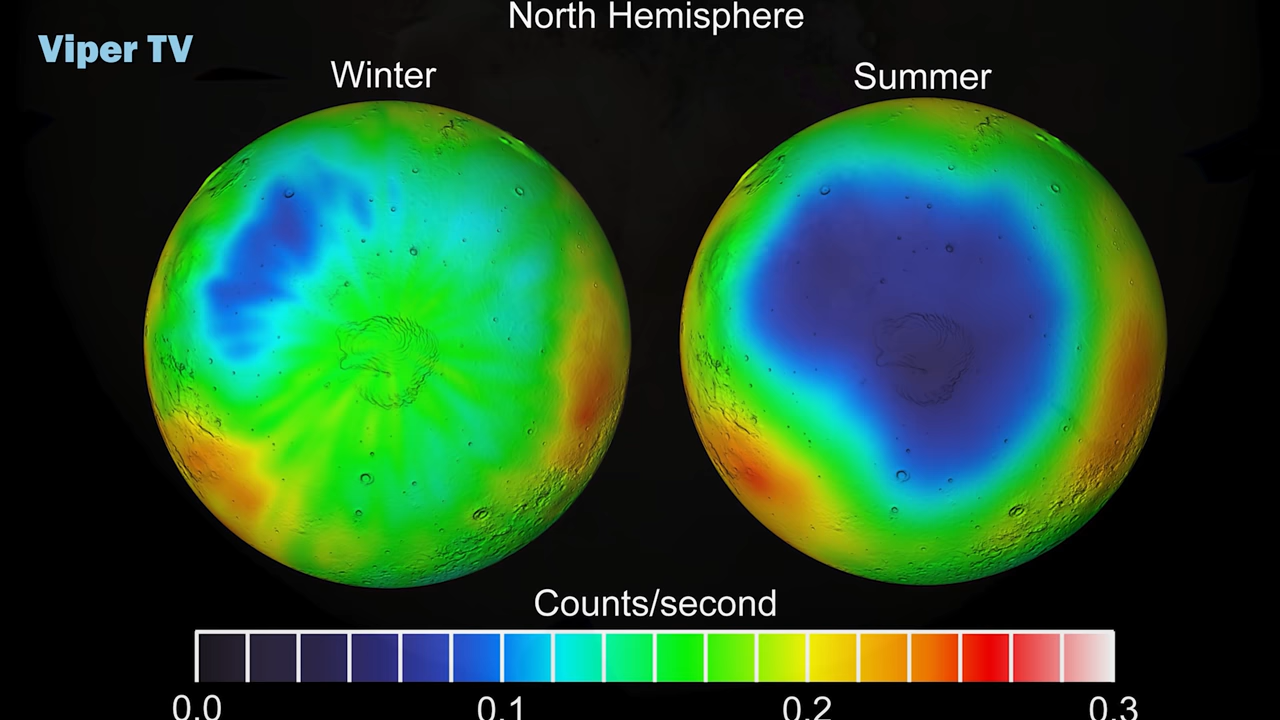 North Hemisphere
Viper TV
Winter
Summer
Counts/second
0.0
0.1
0.2
0.3